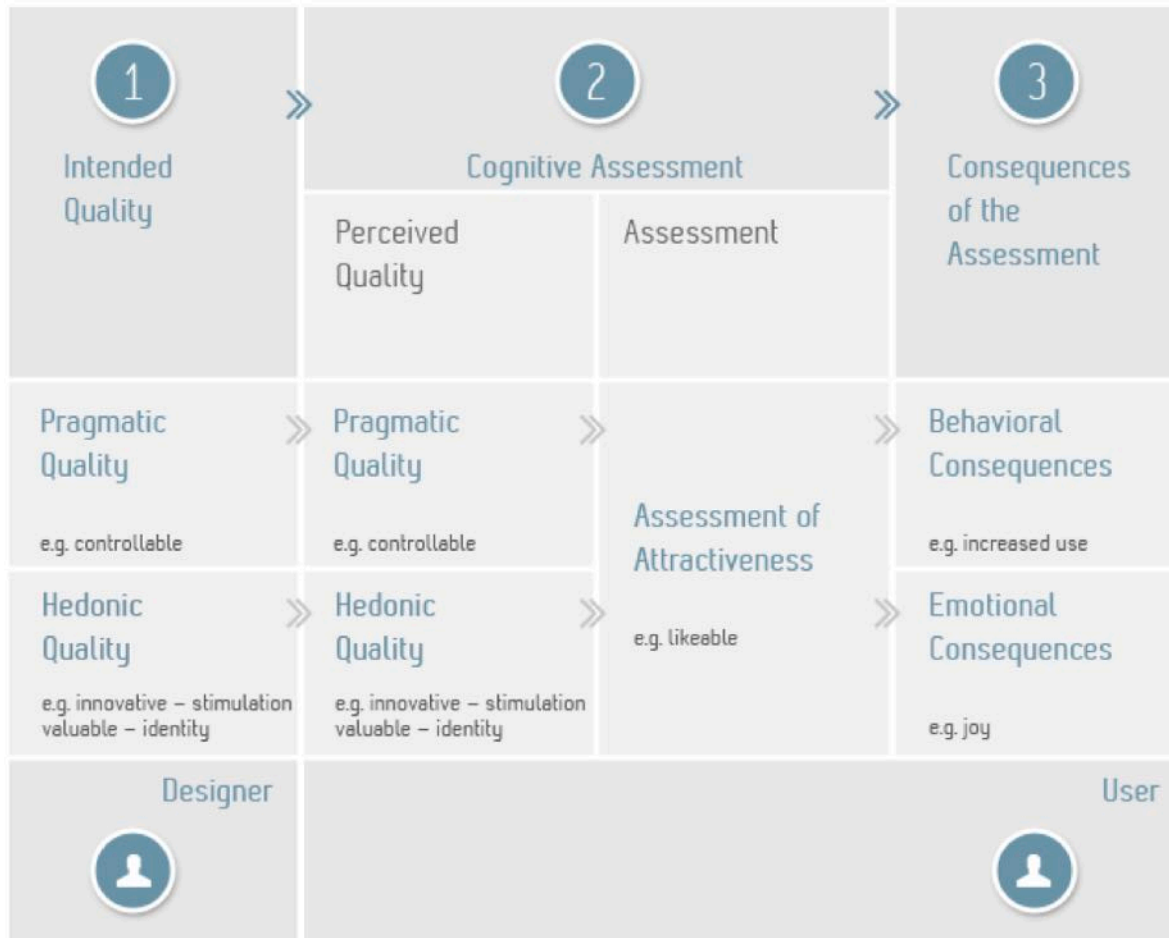 1
Intended
Quality
2
Cognitive Assessment
Perceived
Quality
Assessment
3
Consequences
of the
Assessment
Pragmatic
Quality
e.g. controllable
Pragmatic
Quality
e.g. controllable
Assessment of
Attractiveness
e.g. likeable
Behavioral
Consequences
e.g. increased use
Hedonic
Quality
e.g. innovative – stimulation
valuable – identity
Hedonic
Quality
e.g. innovative – stimulation
valuable – identity
Emotional
Consequences
e.g. joy
Designer
User